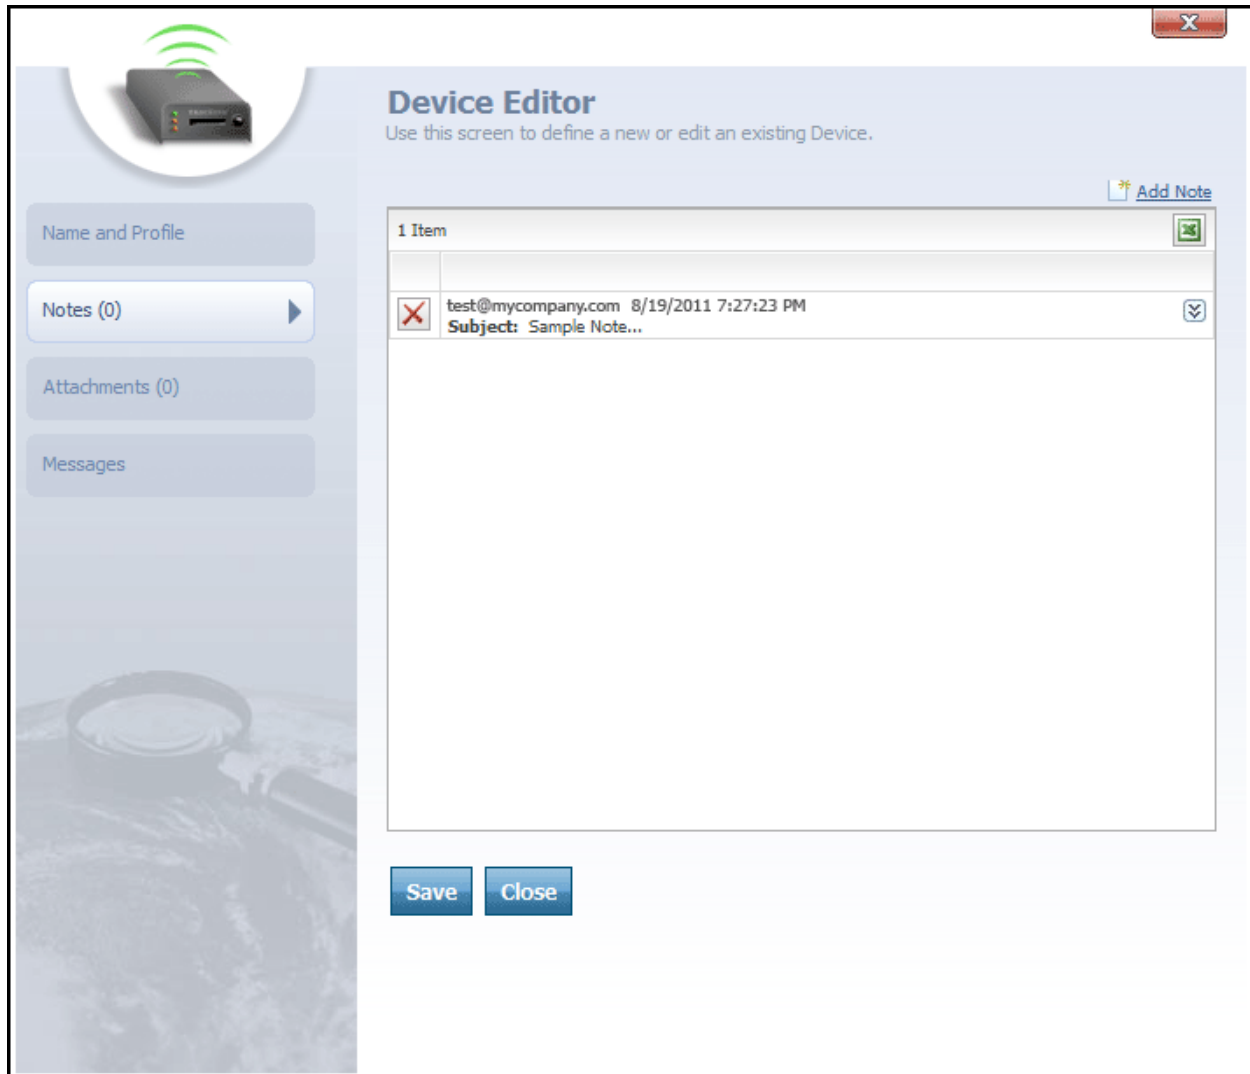 X
Device Editor
Use this screen to define a new or edit an existing Device.
Add Note
Name and Profile
Notes (0)
Attachments (0)
Messages
1 Item
test@mycompany.com 8/19/2011 7:27:23 PM
Subject: Sample Note...
Save Close